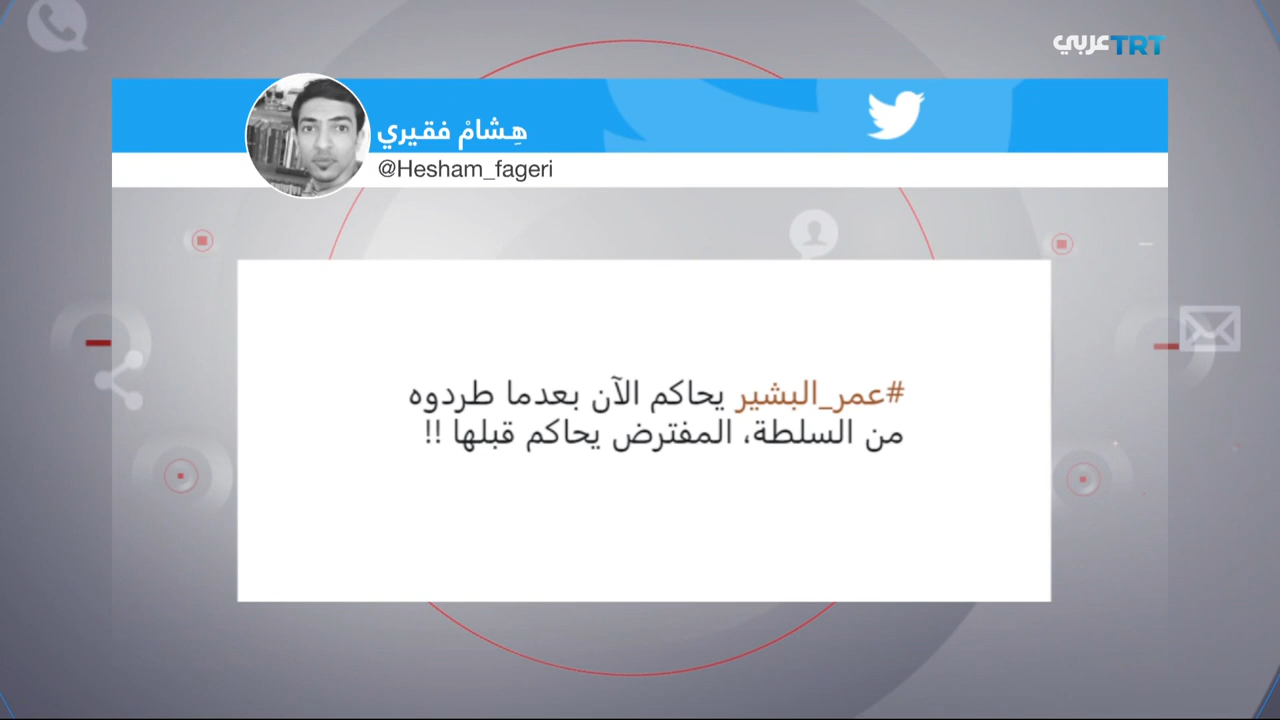 TRT عربي
هِشامْ فقيري
@Hesham_fageri
#عمر_البشير يحاكم الآن بعدما طردوه
من السلطة، المفترض يحاكم قبلها !!